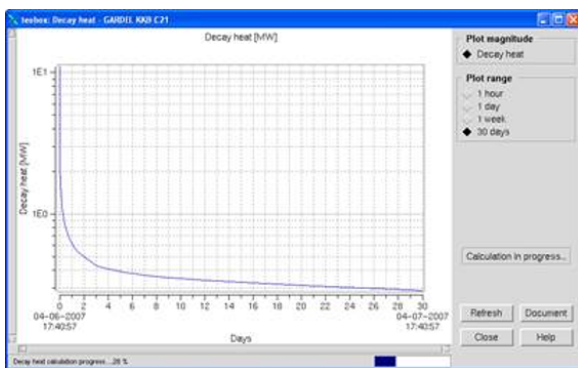 texbox: Decay heat - GARDEL KKB C21
Decay heat [MW]
Plot magnitude
Decay heat
Plot range
1 hour
1 day
1 week
30 days
Decay heat [MW]
1E1
1E0
0 2 4 6 8 10 12 14 16 18 20 22 24 26 28 30
04-06-2007 04-07-2007
17:40:57 17:40:57
Days
Calculation in progress..
Refresh Document
Close Help
Decay heat calculation progress...28 %